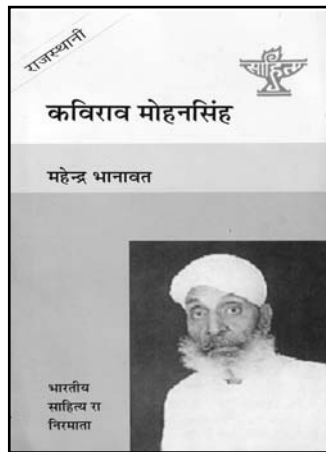 राजस्थानी
साहित्य
कविराव मोहनसिंह
महेन्द्र भानावत
भारतीय
साहित्य रा
निरमाता